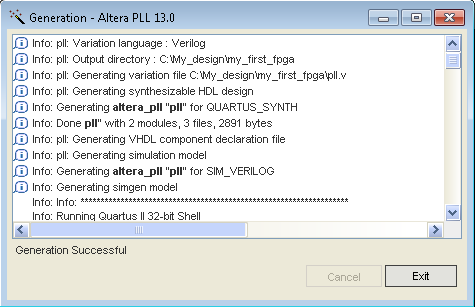 Generation - Altera PLL 13.0
Info: pll: Variation language : Verilog
Info: pll: Output directory : C:\My_design\my_first_fpga
Info: pll: Generating variation file C:\My_design\my_first_fpga\pll.v
Info: pll: Generating synthesizable HDL design
Info: Generating altera_pll "pll" for QUARTUS_SYNTH
Info: Done pll" with 2 modules, 3 files, 2891 bytes
Info: pll: Generating VHDL component declaration file
Info: pll: Generating simulation model
Info: Generating altera_pll "pll" for SIM_VERILOG
Info: Generating simgen model
Info: Info: *******************************************************************
Info: Running Quartus II 32-bit Shell
Generation Successful
Cancel
Exit